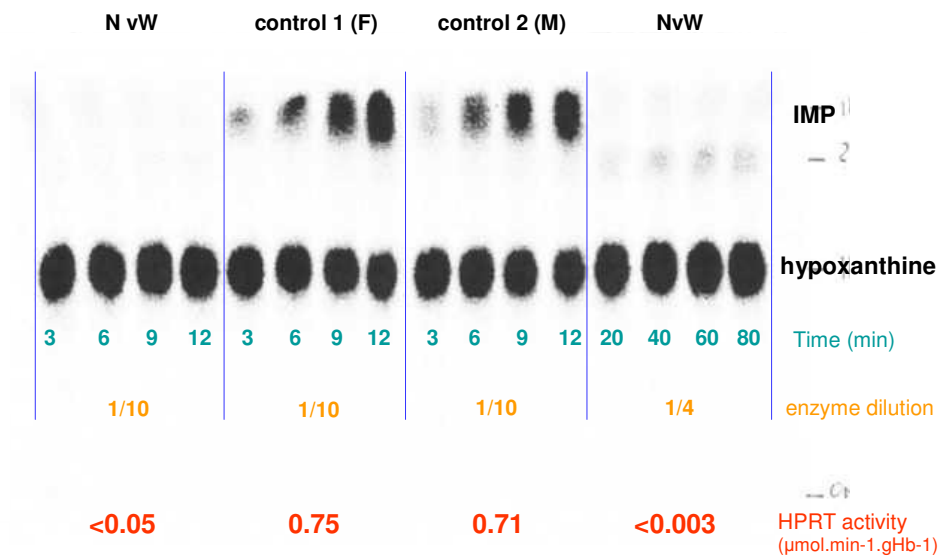 N vW control 1 (F) control 2 (M) NvW
IMP
2
hypoxanthine
3 6 9 12 3 6 9 12 3 6 9 12 20 40 60 80 Time (min)
1/10 1/10 1/10 1/4 enzyme dilution
<0.05 0.75 0.71 <0.003 HPRT activity
(µmol.min-1.gHb-1)